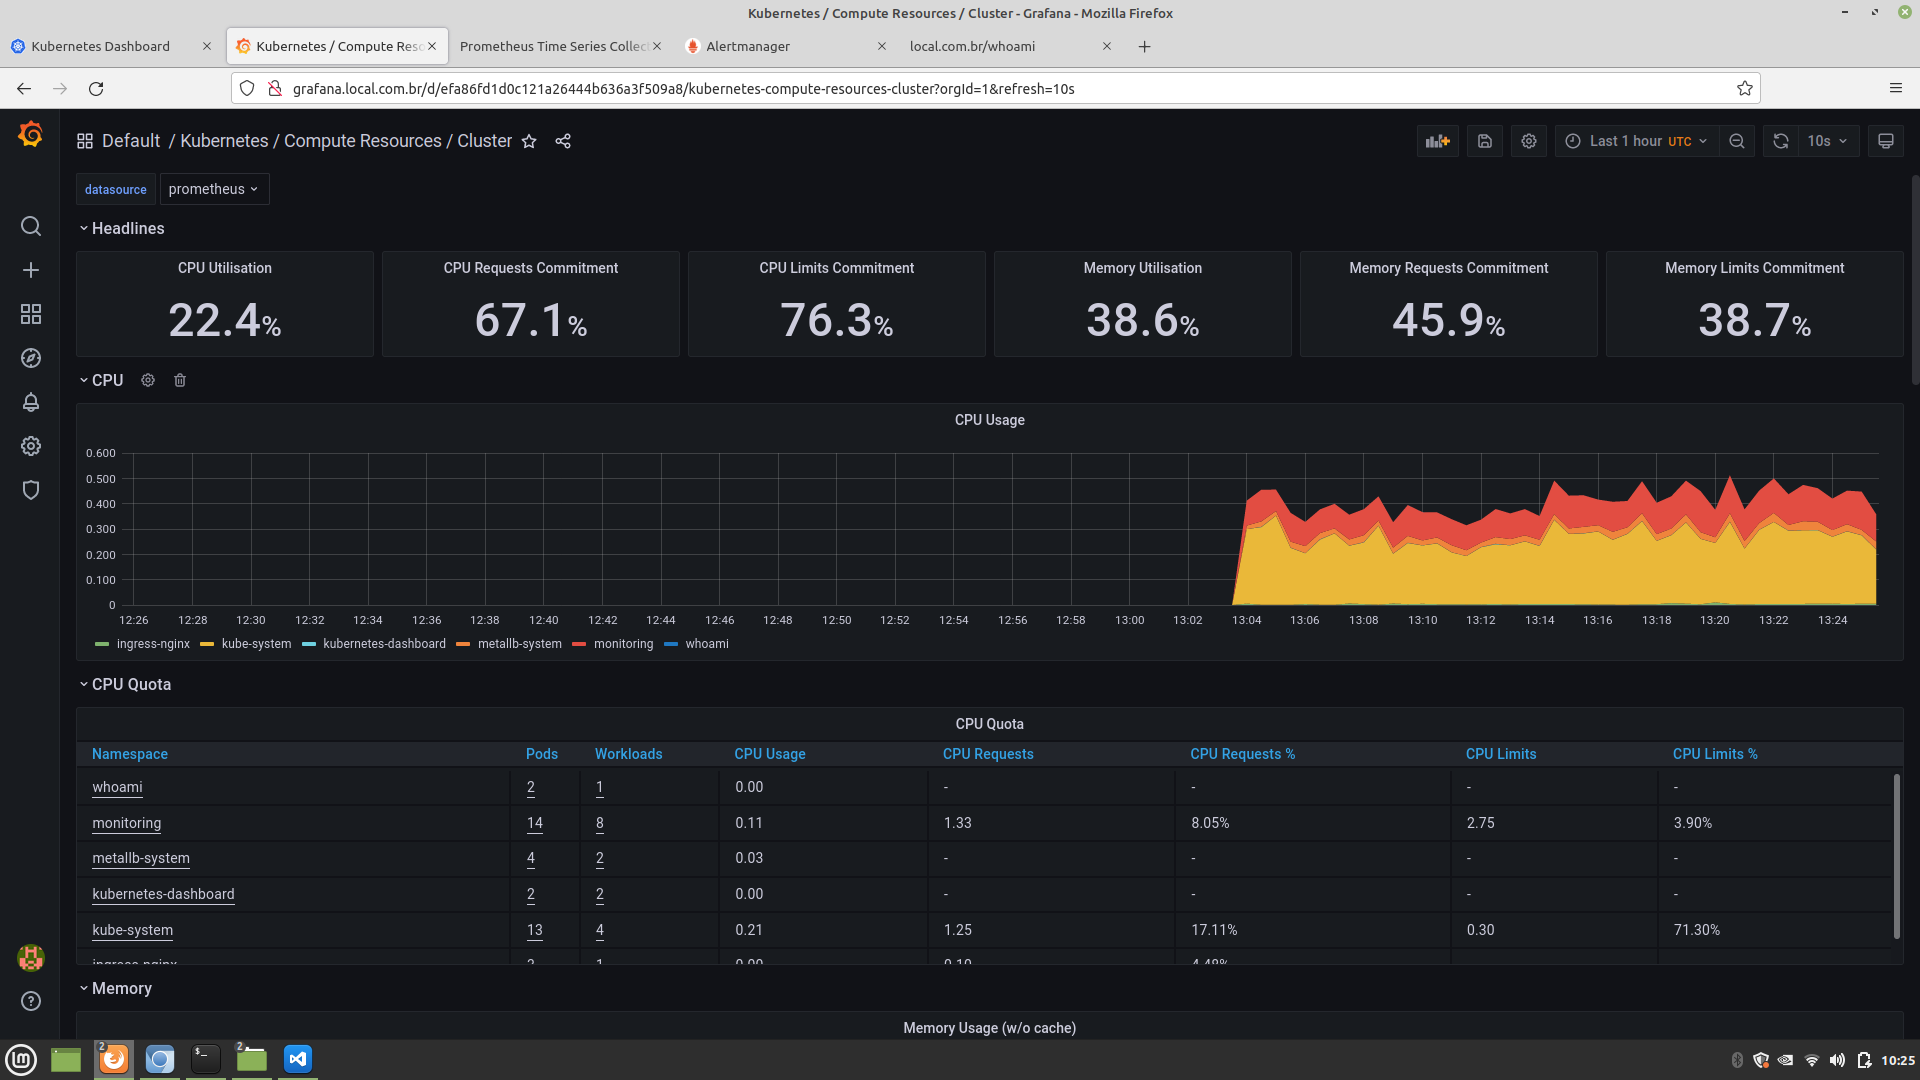 Kubernetes / Compute Resources / Cluster - Grafana - Mozilla Firefox
Kubernetes Dashboard
Kubernetes / Compute Reso
Prometheus Time Series Collec
Alertmanager
local.com.br/whoami
grafana.local.com.br/d/efa86fd1d0c121a26444b636a3f509a8/kubernetes-compute-resources-cluster?orgId=1&refresh=10s
Default / Kubernetes / Compute Resources / Cluster
Last 1 hour UTC
10s
datasource prometheus
Headlines
CPU Utilisation
22.4%
CPU Requests Commitment
67.1%
CPU Limits Commitment
76.3%
Memory Utilisation
38.6%
Memory Requests Commitment
45.9%
Memory Limits Commitment
38.7%
CPU
CPU Usage
0.600
0.500
0.400
0.300
0.200
0.100
0
12:26 12:28 12:30 12:32 12:34 12:36 12:38 12:40 12:42 12:44 12:46 12:48 12:50 12:52 12:54 12:56 12:58 13:00 13:02 13:04 13:06 13:08 13:10 13:12 13:14 13:16 13:18 13:20 13:22 13:24
ingress-nginx kube-system kubernetes-dashboard metallb-system monitoring whoami
CPU Quota
CPU Quota
Namespace Pods Workloads CPU Usage CPU Requests CPU Requests % CPU Limits CPU Limits %
whoami 2 1 0.00 - - - -
monitoring 14 8 0.11 1.33 8.05% 2.75 3.90%
metallb-system 4 2 0.03 - - - -
kubernetes-dashboard 2 2 0.00 - - - -
kube-system 13 4 0.21 1.25 17.11% 0.30 71.30%
ingress-nginx 1 0.00 0.10 4.48%
Memory
Memory Usage (w/o cache)
2
2
10:25